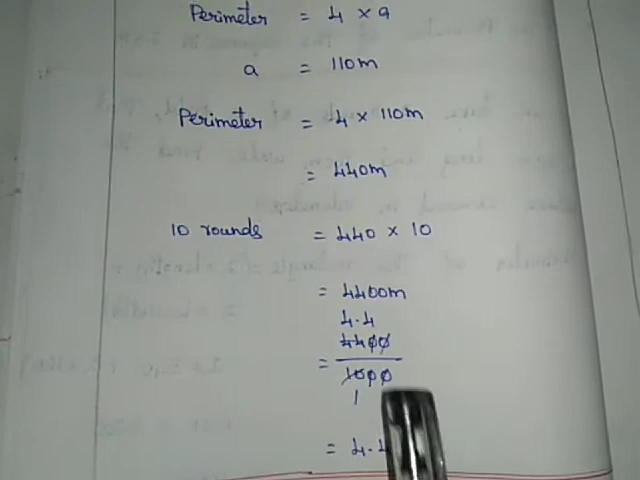 Perimeter = 4 × a
a = 110m
Perimeter = 4 × 110m
= 440m
10 rounds = 440 × 10
= 4400m
4.4
= 4400
1000
1
= 4.4